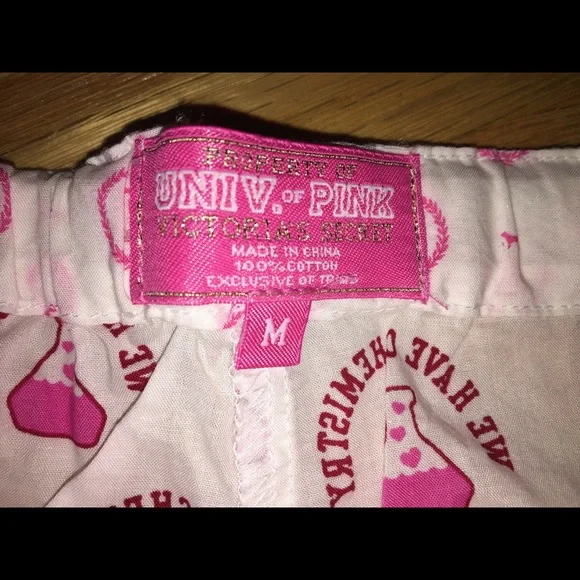 PROPERTY OF
UNIV. OF PINK
VICTORIA'S SECRET
MADE IN CHINA
100% COTTON
EXCLUSIVE OF TRIMS
M
WE HAVE
WE HAVE CHEMISTRY